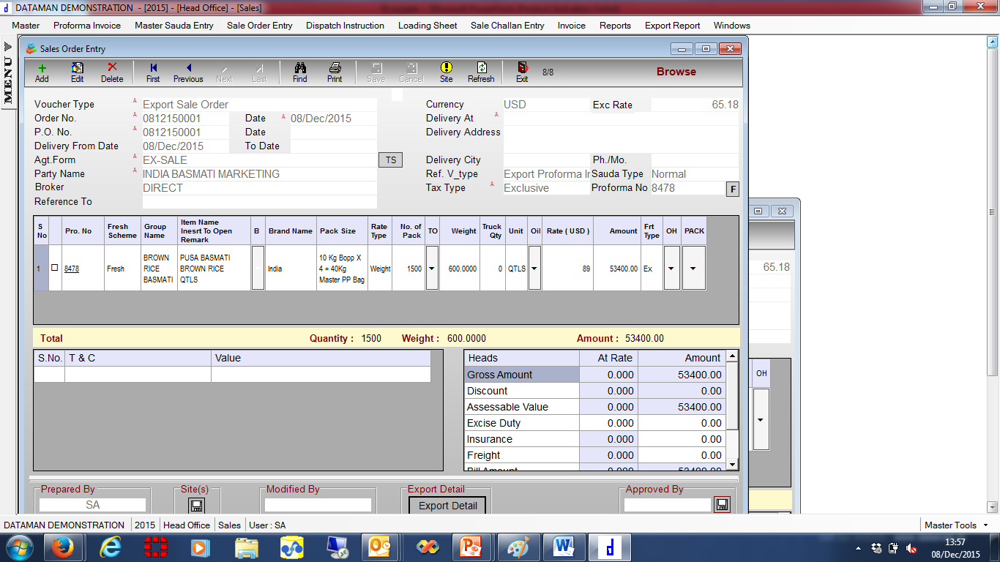 DATAMAN DEMONSTRATION - [2015] - [Head Office] - [Sales]
Master Proforma Invoice Master Sauda Entry Sale Order Entry Dispatch Instruction Loading Sheet Sale Challan Entry Invoice Reports Export Report Windows
MENU
Sales Order Entry
Add Edit Delete First Previous Next Last Find Print Save Cancel Site Refresh Exit 8/8 Browse
Voucher Type Export Sale Order Currency USD Exc Rate 65.18
Order No. 0812150001 Date 08/Dec/2015 Delivery At
P.O. No. 0812150001 Date Delivery Address
Delivery From Date 08/Dec/2015 To Date
Agt.Form EX-SALE TS Delivery City Ph./Mo.
Party Name INDIA BASMATI MARKETING Ref. V_type Export Proforma In Sauda Type Normal
Broker DIRECT Tax Type Exclusive Proforma No 8478 F
Reference To
S No Pro. No Fresh Scheme Group Name Item Name Inesrt To Open Remark B Brand Name Pack Size Rate Type No. of Pack TO Weight Truck Qty Unit Oil Rate ( USD ) Amount Frt Type OH PACK
1 8478 Fresh BROWN RICE BASMATI PUSA BASMATI BROWN RICE QTLS India 10 Kg Bopp X 4 = 40Kg Master PP Bag Weight 1500 600.0000 0 QTLS 89 53400.00 Ex
65.18
OH
Total Quantity : 1500 Weight : 600.0000 Amount : 53400.00
S.No. T & C Value
Heads At Rate Amount
Gross Amount 0.000 53400.00
Discount 0.000 0.00
Assessable Value 0.000 53400.00
Excise Duty 0.000 0.00
Insurance 0.000 0.00
Freight 0.000 0.00
Bill Amount 0.000 53400.00
Prepared By Site(s) Modified By Export Detail Approved By
SA Export Detail
DATAMAN DEMONSTRATION 2015 Head Office Sales User : SA Master Tools
13:57
08/Dec/2015